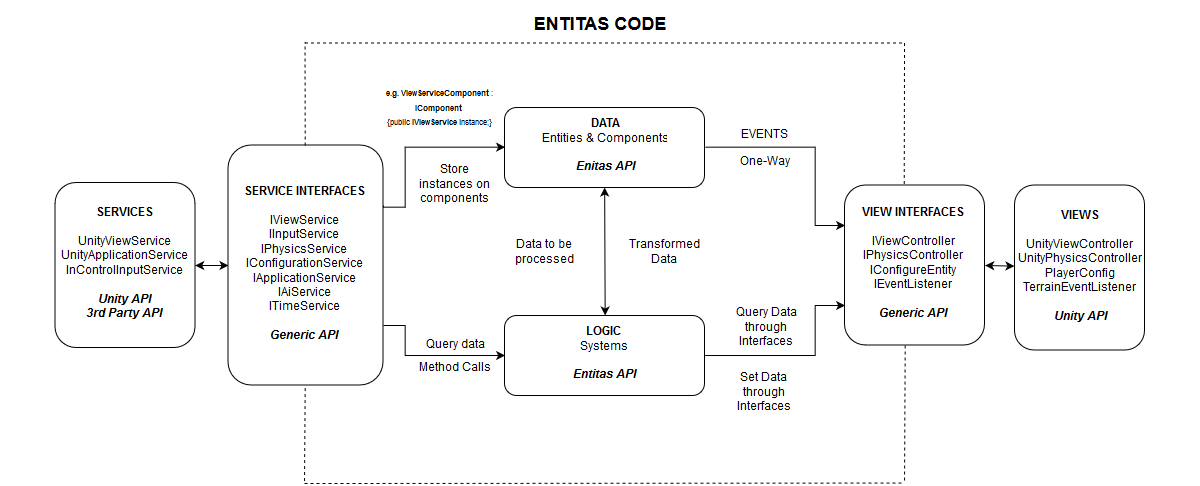 ENTITAS CODE
e.g. ViewServiceComponent :
IComponent
{public IViewService instance;}
SERVICES
UnityViewService
UnityApplicationService
InControlInputService
Unity API
3rd Party API
SERVICE INTERFACES
IViewService
IInputService
IPhysicsService
IConfigurationService
IApplicationService
IAiService
ITimeService
Generic API
Store
instances on
components
Query data
Method Calls
DATA
Entities & Components
Enitas API
Data to be
processed
Transformed
Data
LOGIC
Systems
Entitas API
EVENTS
One-Way
Query Data
through
Interfaces
Set Data
through
Interfaces
VIEW INTERFACES
IViewController
IPhysicsController
IConfigureEntity
IEventListener
Generic API
VIEWS
UnityViewController
UnityPhysicsController
PlayerConfig
TerrainEventListener
Unity API